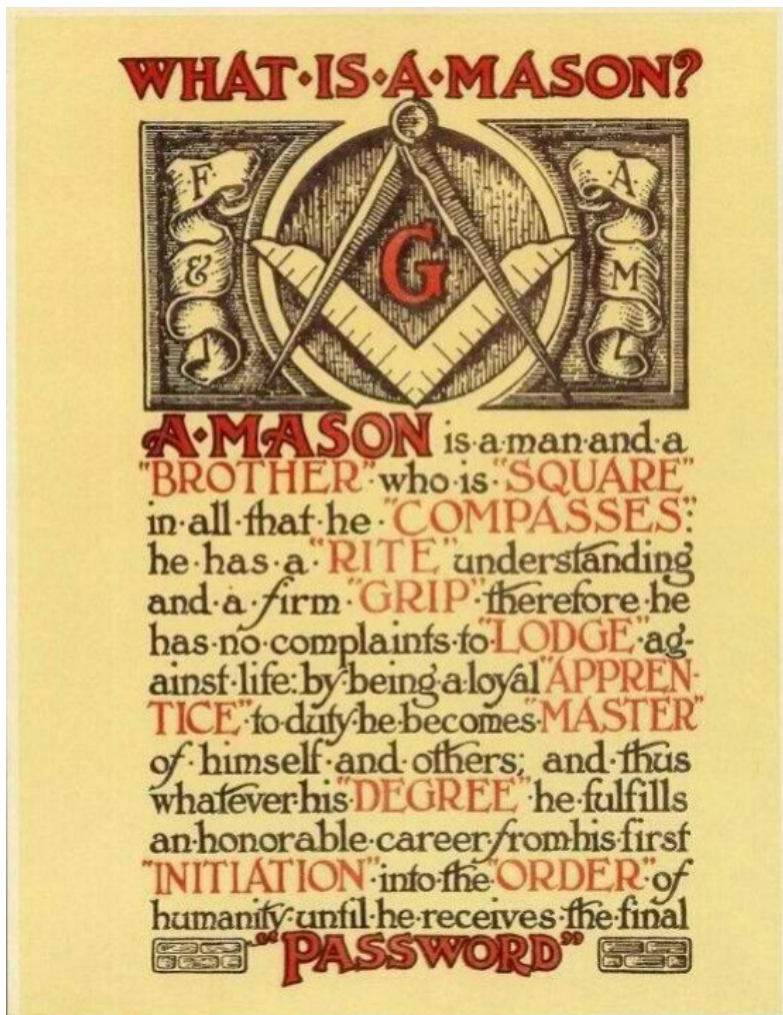 WHAT·IS·A·MASON?
F
&
A
M
G
A·MASON is·a·man·and·a
"BROTHER"·who·is·"SQUARE"
in·all·that·he·"COMPASSES":
he·has·a·"RITE"·understanding
and·a·firm·"GRIP"·therefore·he
has·no·complaints·to·"LODGE"·ag-
ainst·life:·by·being·a·loyal·"APPREN-
TICE"·to·duty·he·becomes·"MASTER"
of·himself·and·others; and·thus
whatever·his·"DEGREE"·he·fulfills
an·honorable·career·from·his·first
"INITIATION"·into·the·"ORDER"·of
humanity·until·he·receives·the·final
"PASSWORD"